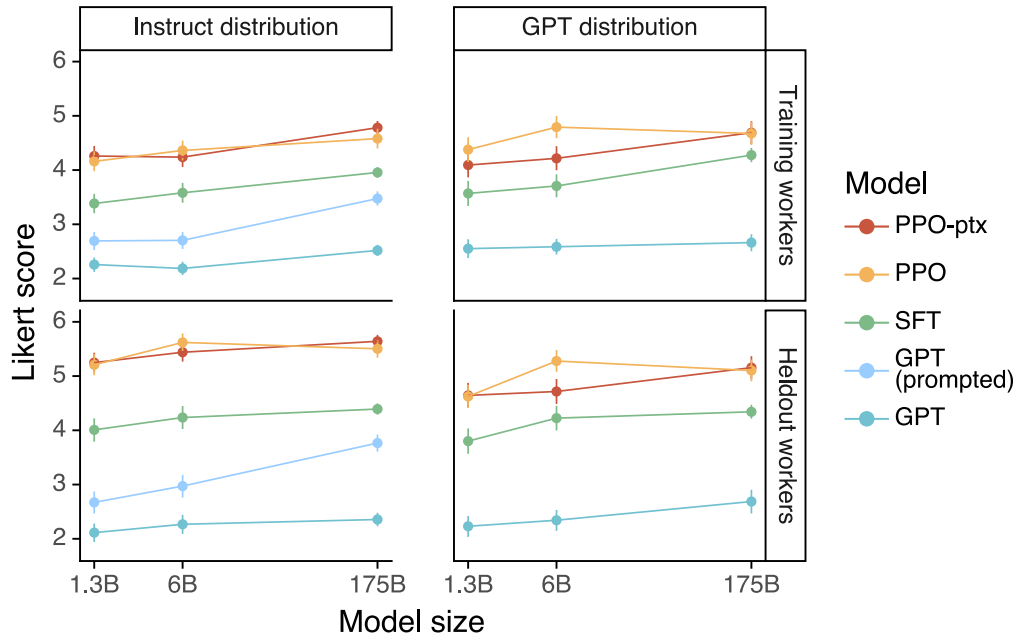 Instruct distribution
GPT distribution
6
5
4
3
2
Training workers
6
5
4
3
2
Heldout workers
Likert score
1.3B
6B
175B
1.3B
6B
175B
Model size
Model
PPO-ptx
PPO
SFT
GPT
(prompted)
GPT